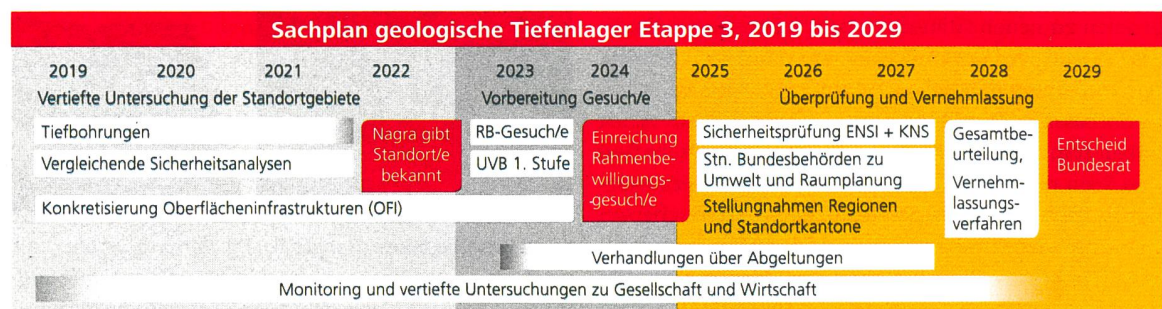 Sachplan geologische Tiefenlager Etappe 3, 2019 bis 2029
2019 2020 2021 2022 2023 2024 2025 2026 2027 2028 2029
Vertiefte Untersuchung der Standortgebiete
Vorbereitung Gesuch/e
Überprüfung und Vernehmlassung
Tiefbohrungen
Vergleichende Sicherheitsanalysen
Konkretisierung Oberflächeninfrastrukturen (OFI)
Nagra gibt
Standort/e
bekannt
RB-Gesuch/e
UVB 1. Stufe
Einreichung
Rahmenbe-
willigungs-
-gesuch/e
Sicherheitsprüfung ENSI + KNS
Stn. Bundesbehörden zu
Umwelt und Raumplanung
Stellungnahmen Regionen
und Standortkantone
Gesamtbe-
urteilung,
Vernehm-
lassungs-
verfahren
Entscheid
Bundesrat
Verhandlungen über Abgeltungen
Monitoring und vertiefte Untersuchungen zu Gesellschaft und Wirtschaft